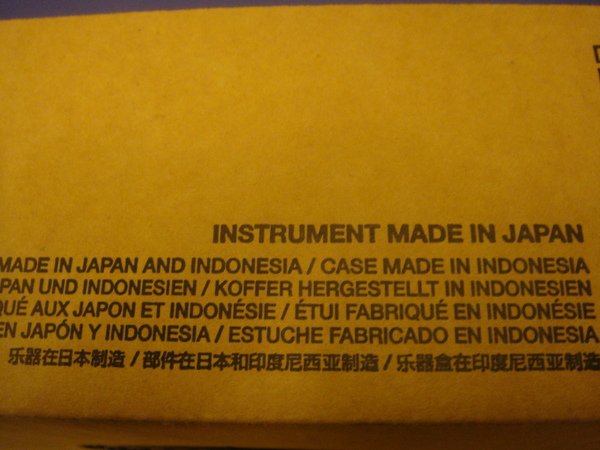 INSTRUMENT MADE IN JAPAN
MADE IN JAPAN AND INDONESIA / CASE MADE IN INDONESIA
UND INDONESIEN / KOFFER HERGESTELLT IN INDONESIEN
AUX JAPON ET INDONÉSIE / ÉTUI FABRIQUÉ EN INDONÉSIE
EN JAPÓN Y INDONESIA / ESTUCHE FABRICADO EN INDONESIA
乐器在日本制造 / 部件在日本和印度尼西亚制造 / 乐器盒在印度尼西亚制造